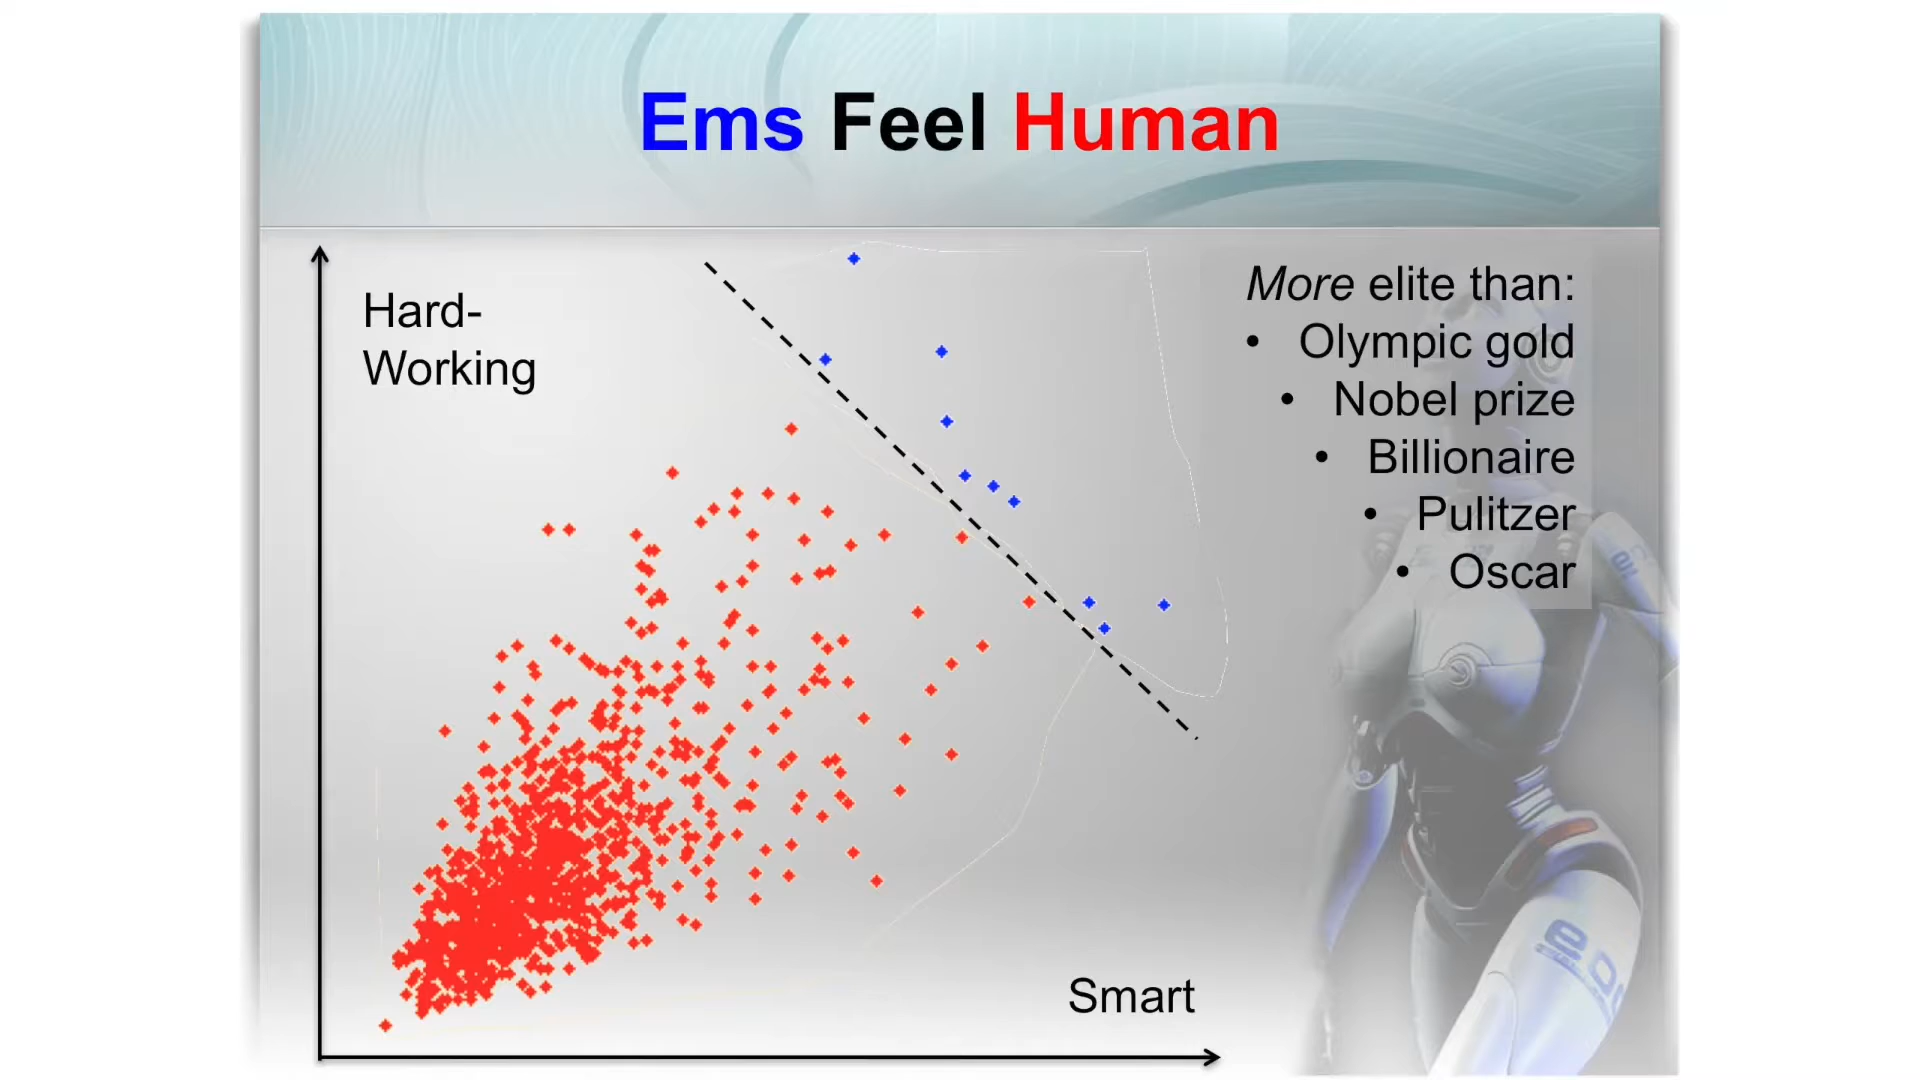 Ems Feel Human
Hard-
Working
More elite than:
• Olympic gold
• Nobel prize
• Billionaire
• Pulitzer
• Oscar
Smart